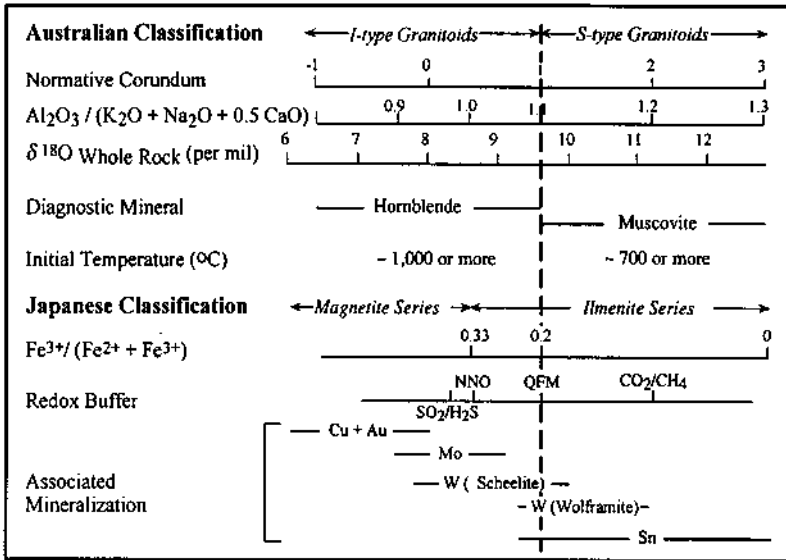 Australian Classification I-type Granitoids S-type Granitoids
-1 0 2 3
Normative Corundum
0.9 1.0 1.1 1.2 1.3
Al₂O₃ / (K₂O + Na₂O + 0.5 CaO)
δ ¹⁸O Whole Rock (per mil) 6 7 8 9 10 11 12
Diagnostic Mineral Hornblende Muscovite
Initial Temperature (ºC) ~ 1,000 or more ~ 700 or more
Japanese Classification Magnetite Series Ilmenite Series
0.33 0.2 0
Fe³⁺/ (Fe²⁺ + Fe³⁺)
NNO QFM CO₂/CH₄
Redox Buffer
SO₂/H₂S
Cu + Au
Mo
Associated
Mineralization
W ( Scheelite)
W (Wolframite)
Sn